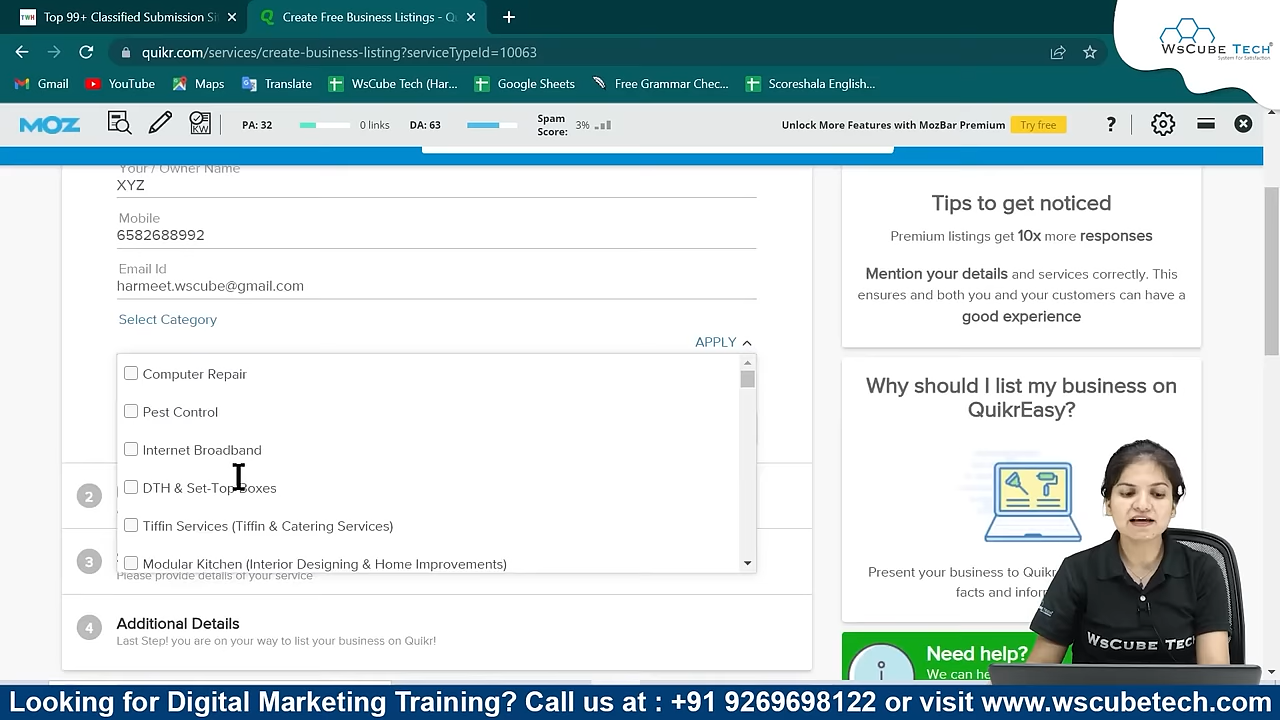 Top 99+ Classified Submission Si
Create Free Business Listings - Q
WsCube Tech
System For Satisfaction
quikr.com/services/create-business-listing?serviceTypeId=10063
Gmail
YouTube
Maps
Translate
WsCube Tech (Har...
Google Sheets
Free Grammar Chec...
Scoreshala English...
MOZ
KW
PA: 32
0 links
DA: 63
Spam Score: 3%
Unlock More Features with MozBar Premium
Try free
?
Your / Owner Name
XYZ
Mobile
6582688992
Email Id
harmeet.wscube@gmail.com
Select Category
APPLY
Computer Repair
Pest Control
Internet Broadband
DTH & Set-Top Boxes
Tiffin Services (Tiffin & Catering Services)
Modular Kitchen (Interior Designing & Home Improvements)
2
3
Please provide details of your service
4
Additional Details
Last Step! you are on your way to list your business on Quikr!
Tips to get noticed
Premium listings get 10x more responses
Mention your details and services correctly. This
ensures and both you and your customers can have a
good experience
Why should I list my business on
QuikrEasy?
Present your business to Quikr
facts and infor
Need help?
We can he
WsCube Tech
Looking for Digital Marketing Training? Call us at : +91 9269698122 or visit www.wscubetech.com